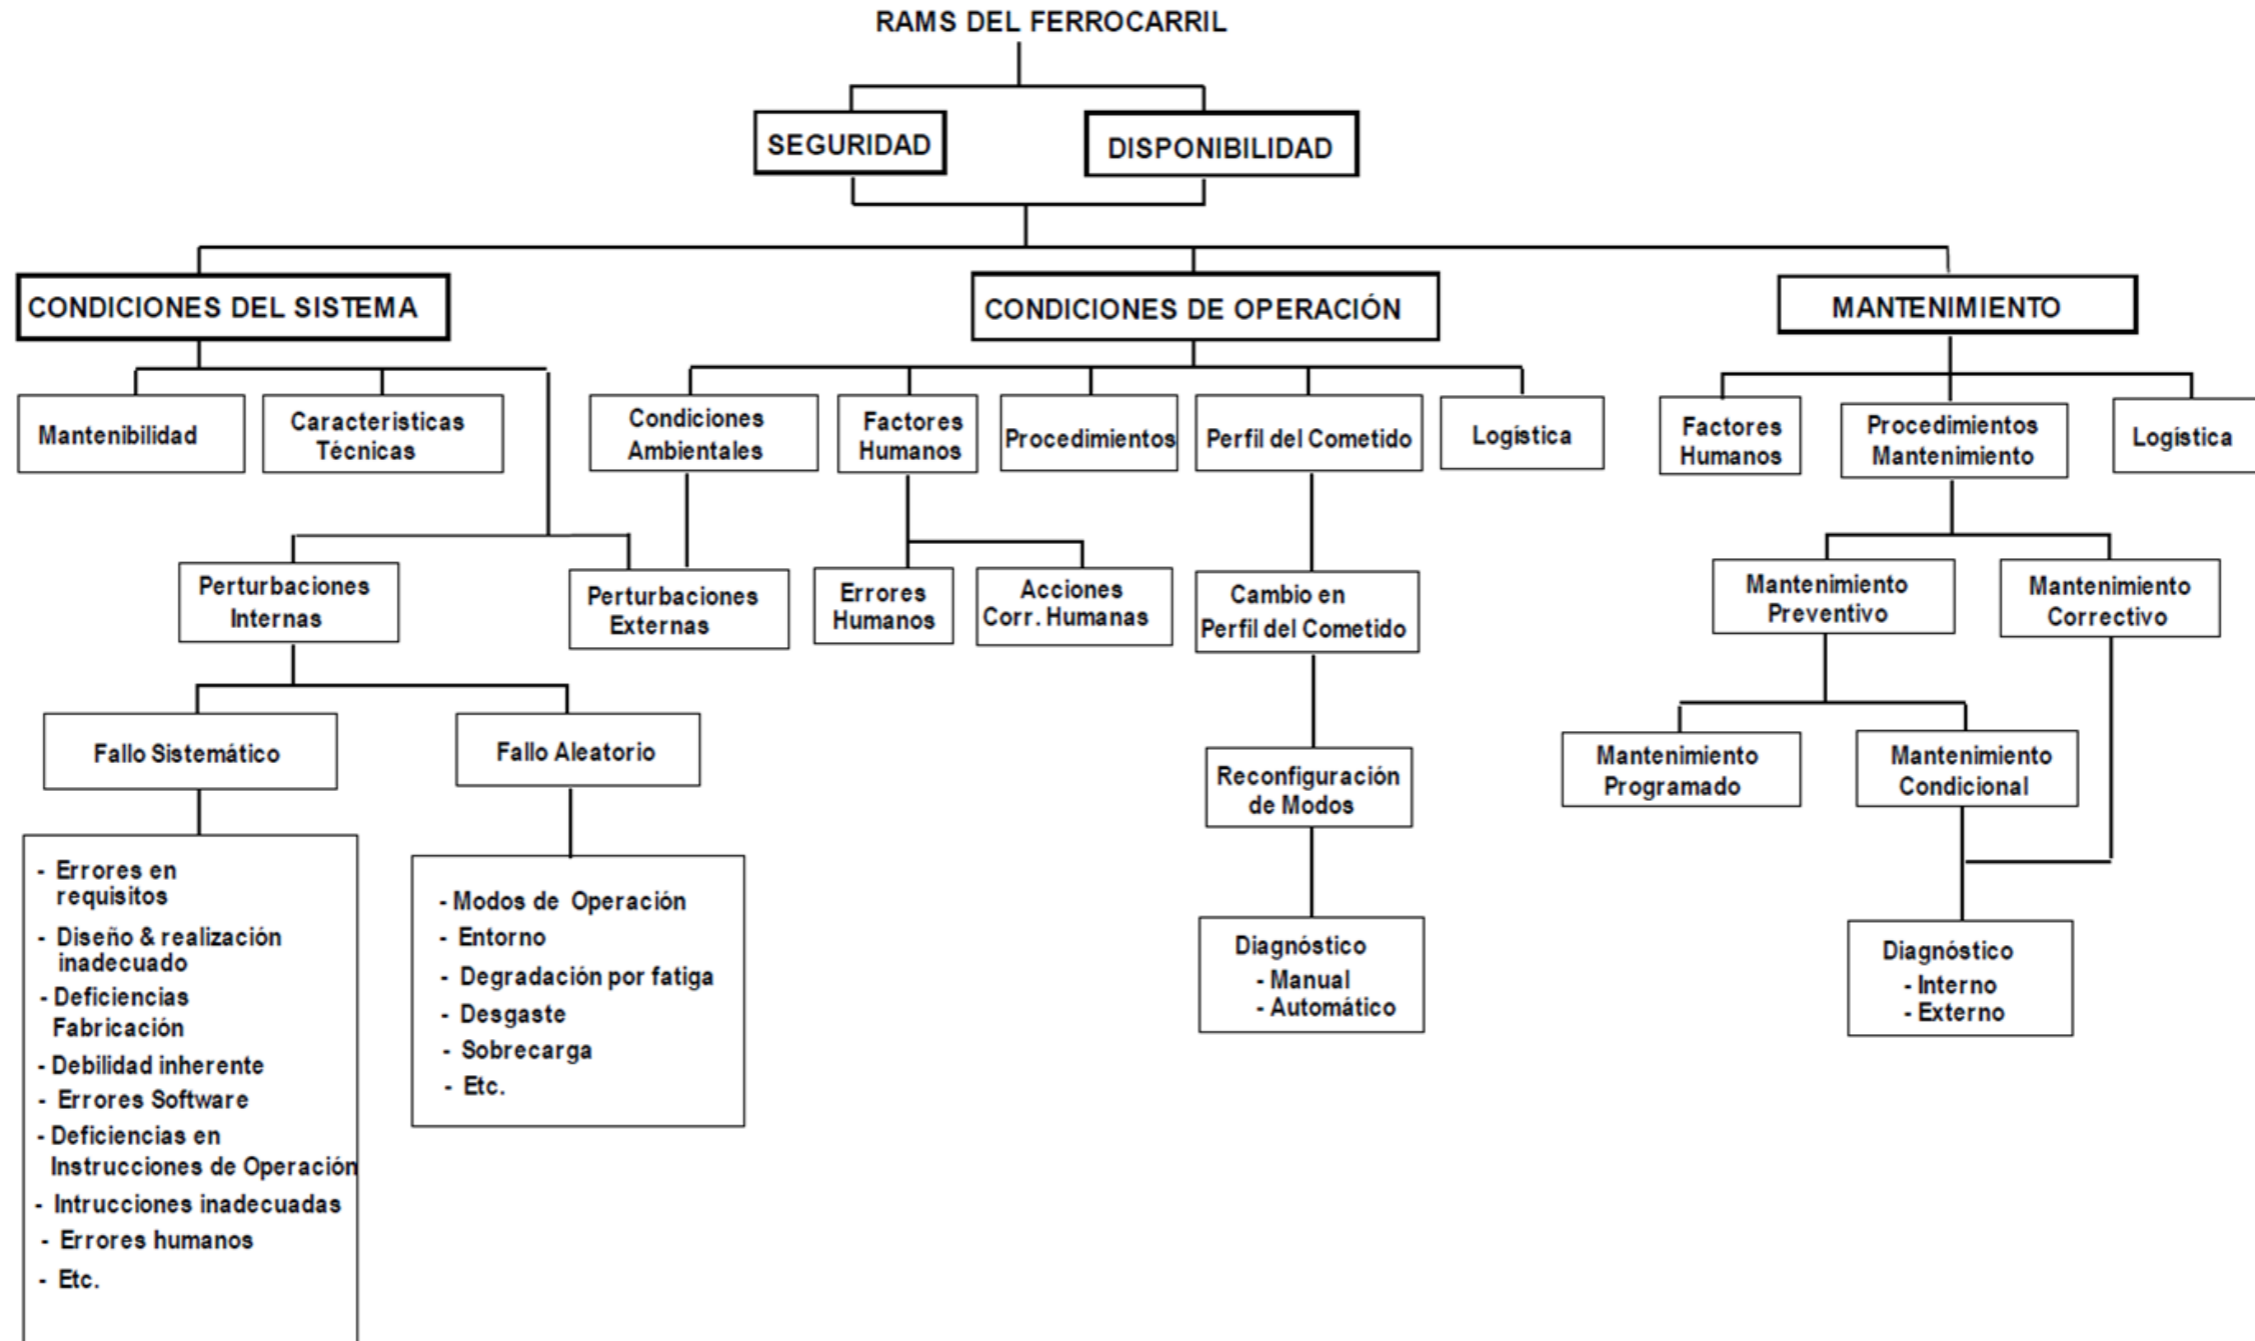 RAMS DEL FERROCARRIL
SEGURIDAD
DISPONIBILIDAD
CONDICIONES DEL SISTEMA
CONDICIONES DE OPERACIÓN
MANTENIMIENTO
Mantenibilidad
Caracteristicas
Técnicas
Condiciones
Ambientales
Factores
Humanos
Procedimientos
Perfil del Cometido
Logística
Factores
Humanos
Procedimientos
Mantenimiento
Logística
Perturbaciones
Internas
Perturbaciones
Externas
Errores
Humanos
Acciones
Corr. Humanas
Cambio en
Perfil del Cometido
Mantenimiento
Preventivo
Mantenimiento
Correctivo
Fallo Sistemático
Fallo Aleatorio
Reconfiguración
de Modos
Mantenimiento
Programado
Mantenimiento
Condicional
- Errores en
requisitos
- Diseño & realización
inadecuado
- Deficiencias
Fabricación
- Debilidad inherente
- Errores Software
- Deficiencias en
Instrucciones de Operación
- Intrucciones inadecuadas
- Errores humanos
- Etc.
- Modos de Operación
- Entorno
- Degradación por fatiga
- Desgaste
- Sobrecarga
- Etc.
Diagnóstico
- Manual
- Automático
Diagnóstico
- Interno
- Externo